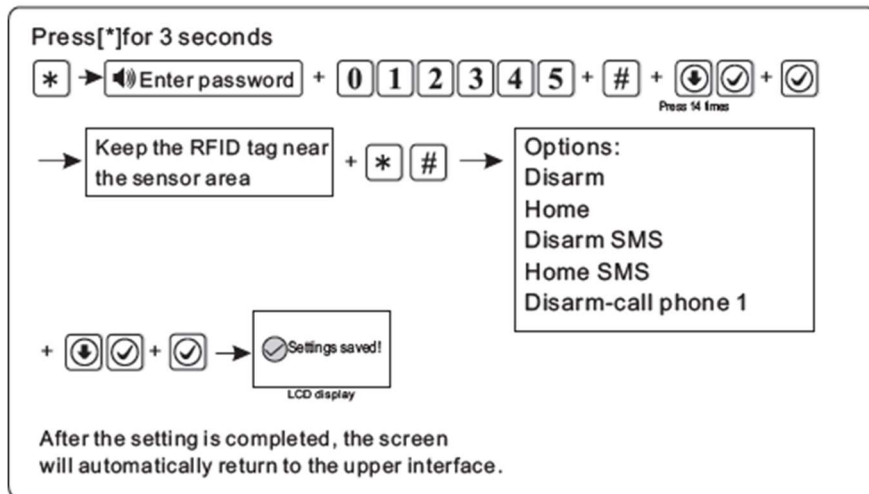 Press[*]for 3 seconds
* Enter password + 0 1 2 3 4 5 + # + +
Press 14 times
Keep the RFID tag near
the sensor area
+ * #
Options:
Disarm
Home
Disarm SMS
Home SMS
Disarm-call phone 1
+ +
Settings saved!
LCD display
After the setting is completed, the screen
will automatically return to the upper interface.